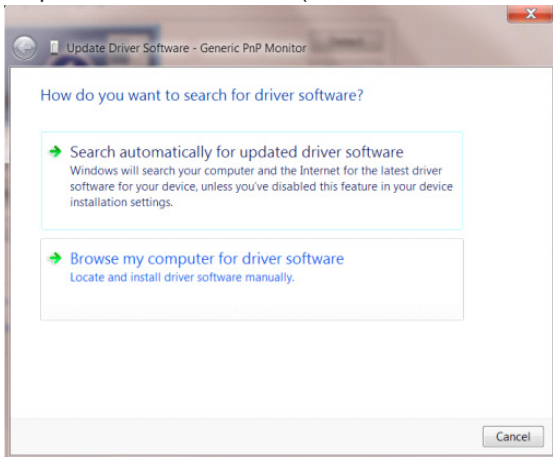 Update Driver Software - Generic PnP Monitor
How do you want to search for driver software?
Search automatically for updated driver software
Windows will search your computer and the Internet for the latest driver
software for your device, unless you've disabled this feature in your device
installation settings.
Browse my computer for driver software
Locate and install driver software manually.
Cancel